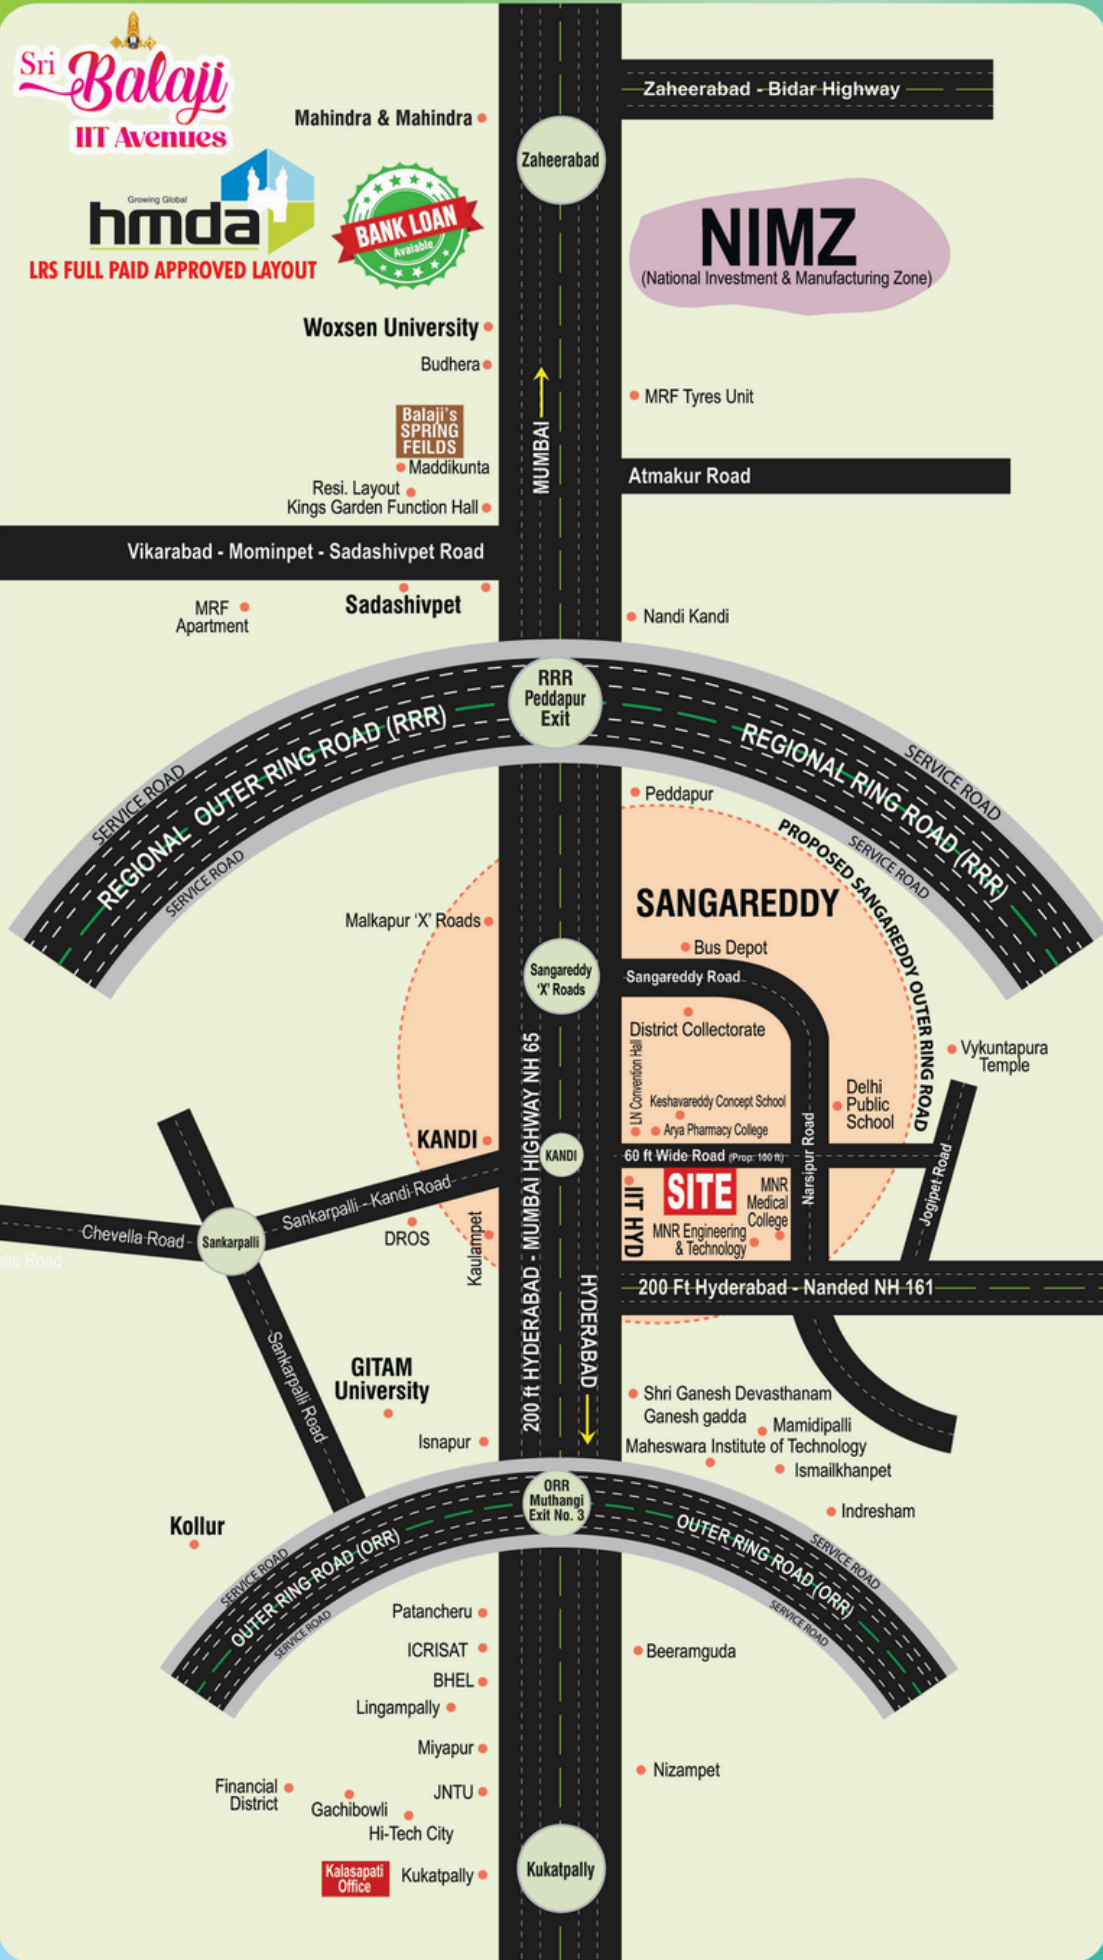 Sri
Balaji
IIT Avenues
Growing Global
hmda
LRS FULL PAID APPROVED LAYOUT
BANK LOAN
Avalable
Zaheerabad - Bidar Highway
Mahindra & Mahindra
Zaheerabad
NIMZ
(National Investment & Manufacturing Zone)
Woxsen University
Budhera
MRF Tyres Unit
MUMBAI
Balaji's
SPRING
FEILDS
Maddikunta
Resi. Layout
Kings Garden Function Hall
Atmakur Road
Vikarabad - Mominpet - Sadashivpet Road
Sadashivpet
MRF
Apartment
Nandi Kandi
RRR
Peddapur
Exit
REGIONAL OUTER RING ROAD (RRR)
SERVICE ROAD
SERVICE ROAD
REGIONAL RING ROAD (RRR)
SERVICE ROAD
SERVICE ROAD
Peddapur
PROPOSED SANGAREDDY OUTER RING ROAD
SANGAREDDY
Malkapur ‘X’ Roads
Bus Depot
Sangareddy
‘X’ Roads
Sangareddy Road
District Collectorate
LN Convention Hall
Vykuntapura
Temple
Delhi
Public
School
Keshavareddy Concept School
Arya Pharmacy College
KANDI
KANDI
60 ft Wide Road (Prop: 100 ft)
Narsipur Road
Jogipet Road
IIT HYD
SITE
MNR
Medical
College
MNR Engineering
& Technology
Sankarpalli - Kandi Road
Chevella Road
Sankarpalli
ella Road
DROS
Kaulampet
200 ft HYDERABAD - MUMBAI HIGHWAY NH 65
HYDERABAD
200 Ft Hyderabad - Nanded NH 161
Sankarpalli Road
GITAM
University
Isnapur
Shri Ganesh Devasthanam
Ganesh gadda
Mamidipalli
Maheswara Institute of Technology
Ismailkhanpet
Indresham
Kollur
ORR
Muthangi
Exit No. 3
OUTER RING ROAD (ORR)
SERVICE ROAD
SERVICE ROAD
OUTER RING ROAD (ORR)
SERVICE ROAD
SERVICE ROAD
Patancheru
ICRISAT
BHEL
Lingampally
Miyapur
JNTU
Beeramguda
Nizampet
Financial
District
Gachibowli
Hi-Tech City
Kalasapati
Office
Kukatpally
Kukatpally